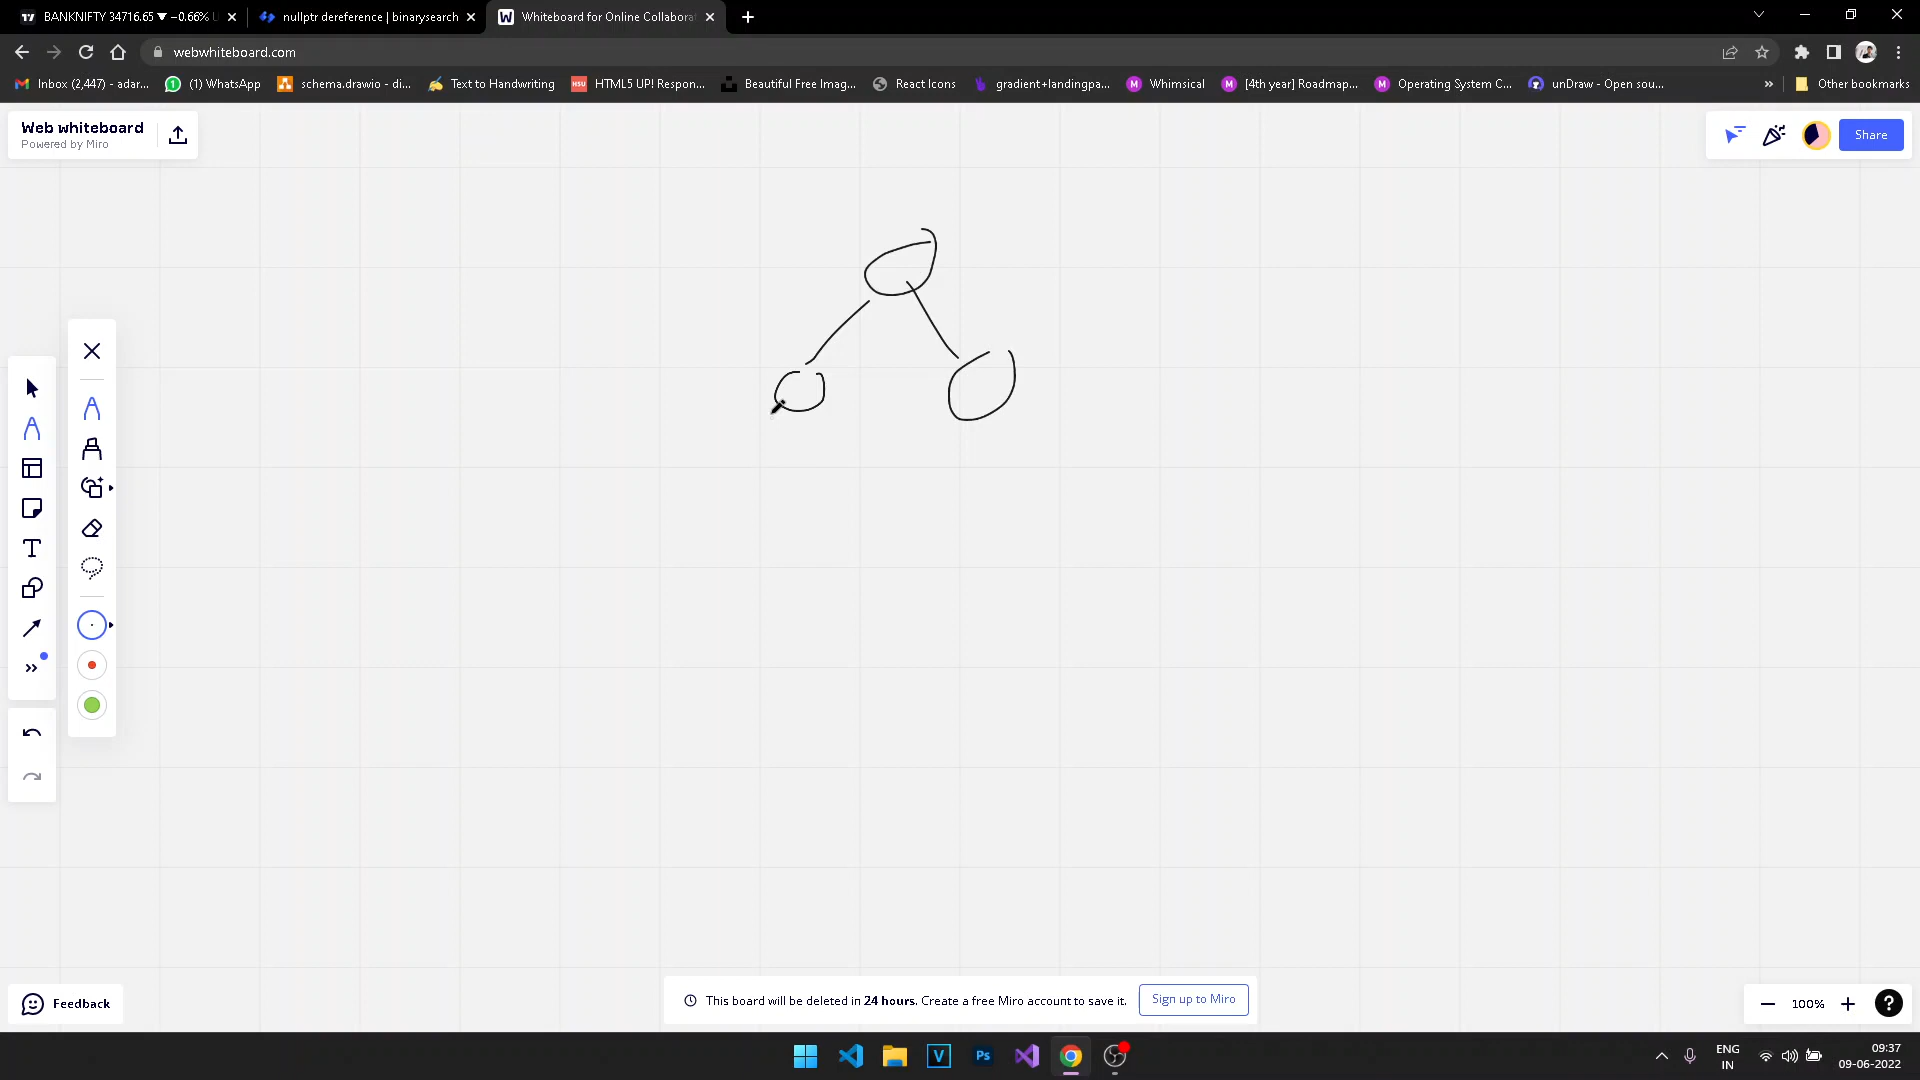 BANKNIFTY 34716.65 ▼ −0.66% U
nullptr dereference | binarysearch
Whiteboard for Online Collaborat
webwhiteboard.com
Inbox (2,447) - adar...
(1) WhatsApp
schema.drawio - di...
Text to Handwriting
HTML5 UP! Respon...
Beautiful Free Imag...
React Icons
gradient+landingpa...
Whimsical
[4th year] Roadmap...
Operating System C...
unDraw - Open sou...
Other bookmarks
Web whiteboard
Powered by Miro
Share
Feedback
This board will be deleted in 24 hours. Create a free Miro account to save it.
Sign up to Miro
100%
ENG
IN
09:37
09-06-2022